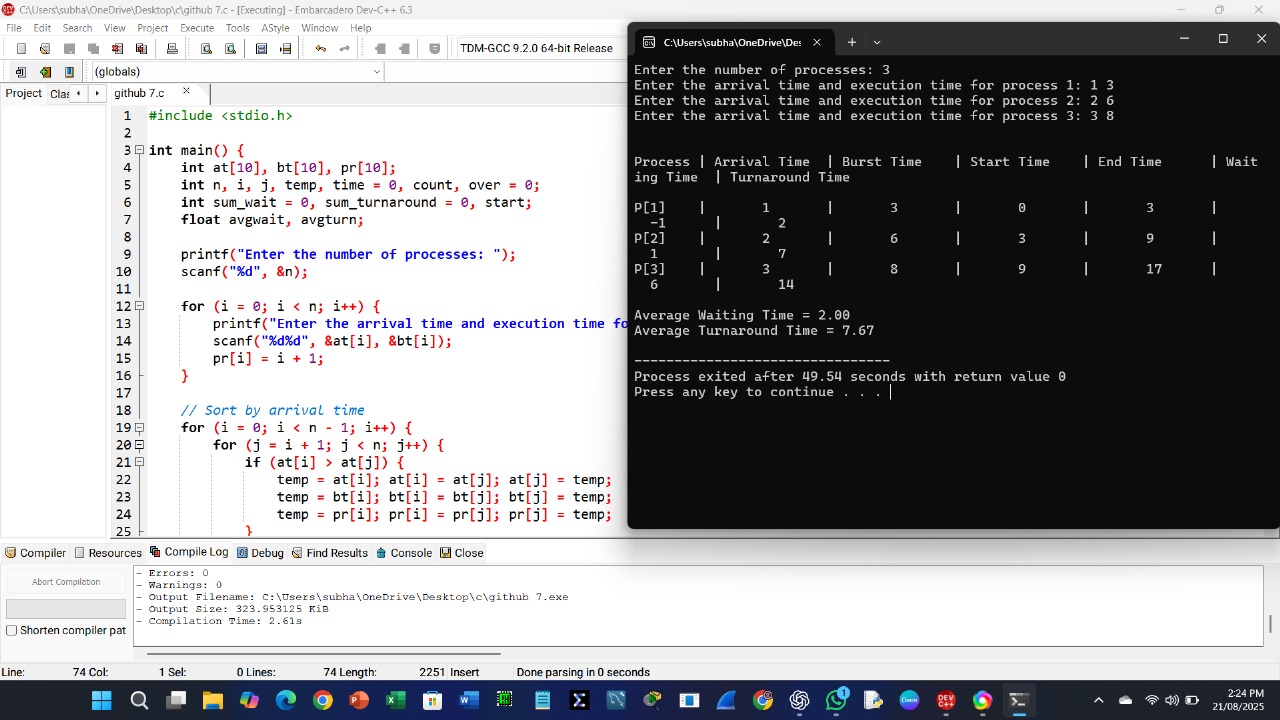 C:\Users\subha\OneDrive\Desktop\c\github 7.c - [Executing] - Embarcadero Dev-C++ 6.3
File Edit Search View Project Execute Tools AStyle Window Help
TDM-GCC 9.2.0 64-bit Release
(globals)
Project Clas
github 7.c
1 #include <stdio.h>
2
3 int main() {
4 int at[10], bt[10], pr[10];
5 int n, i, j, temp, time = 0, count, over = 0;
6 int sum_wait = 0, sum_turnaround = 0, start;
7 float avgwait, avgturn;
8
9 printf("Enter the number of processes: ");
10 scanf("%d", &n);
11
12 for (i = 0; i < n; i++) {
13 printf("Enter the arrival time and execution time fo
14 scanf("%d%d", &at[i], &bt[i]);
15 pr[i] = i + 1;
16 }
17
18 // Sort by arrival time
19 for (i = 0; i < n - 1; i++) {
20 for (j = i + 1; j < n; j++) {
21 if (at[i] > at[j]) {
22 temp = at[i]; at[i] = at[j]; at[j] = temp;
23 temp = bt[i]; bt[i] = bt[j]; bt[j] = temp;
24 temp = pr[i]; pr[i] = pr[j]; pr[j] = temp;
25 }
C:\Users\subha\OneDrive\Des
Enter the number of processes: 3
Enter the arrival time and execution time for process 1: 1 3
Enter the arrival time and execution time for process 2: 2 6
Enter the arrival time and execution time for process 3: 3 8
Process | Arrival Time | Burst Time | Start Time | End Time | Wait
ing Time | Turnaround Time
P[1] | 1 | 3 | 0 | 3 |
-1 | 2
P[2] | 2 | 6 | 3 | 9 |
1 | 7
P[3] | 3 | 8 | 9 | 17 |
6 | 14
Average Waiting Time = 2.00
Average Turnaround Time = 7.67
--------------------------------
Process exited after 49.54 seconds with return value 0
Press any key to continue . . .
Compiler Resources Compile Log Debug Find Results Console Close
Abort Compilation
Shorten compiler pat
- Errors: 0
- Warnings: 0
- Output Filename: C:\Users\subha\OneDrive\Desktop\c\github 7.exe
- Output Size: 323.953125 KiB
- Compilation Time: 2.61s
Line: 74 Col: 1 Sel: 0 Lines: 74 Length: 2251 Insert Done parsing in 0 seconds
1
2:24 PM
21/08/2025